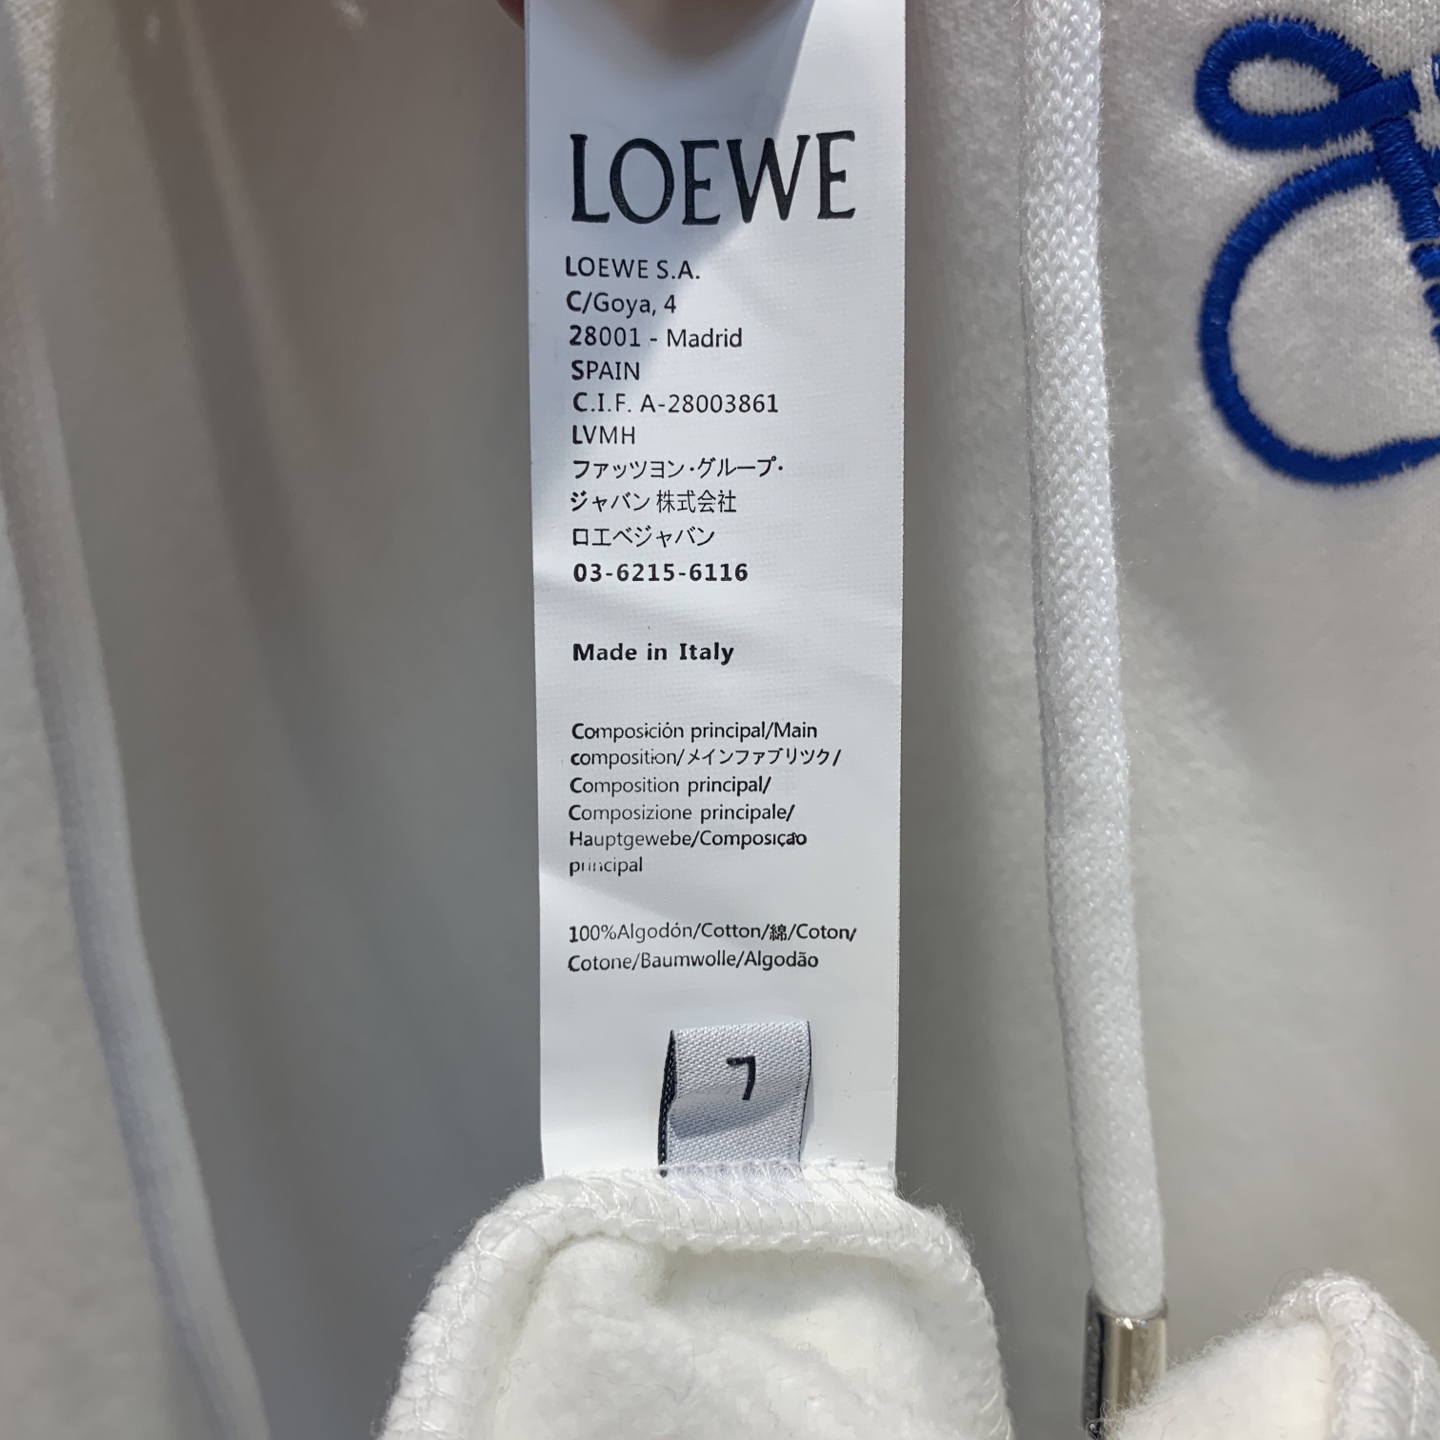 LOEWE
LOEWE S.A.
C/Goya, 4
28001 - Madrid
SPAIN
C.I.F. A-28003861
LVMH
ファッツヨン・グループ・
ジャバン 株式会社
ロエベジャバン
03-6215-6116
Made in Italy
Composición principal/Main
composition/メインファブリツク/
Composition principal/
Composizione principale/
Hauptgewebe/Composição
principal
100%Algodón/Cotton/綿/Coton/
Cotone/Baumwolle/Algodão